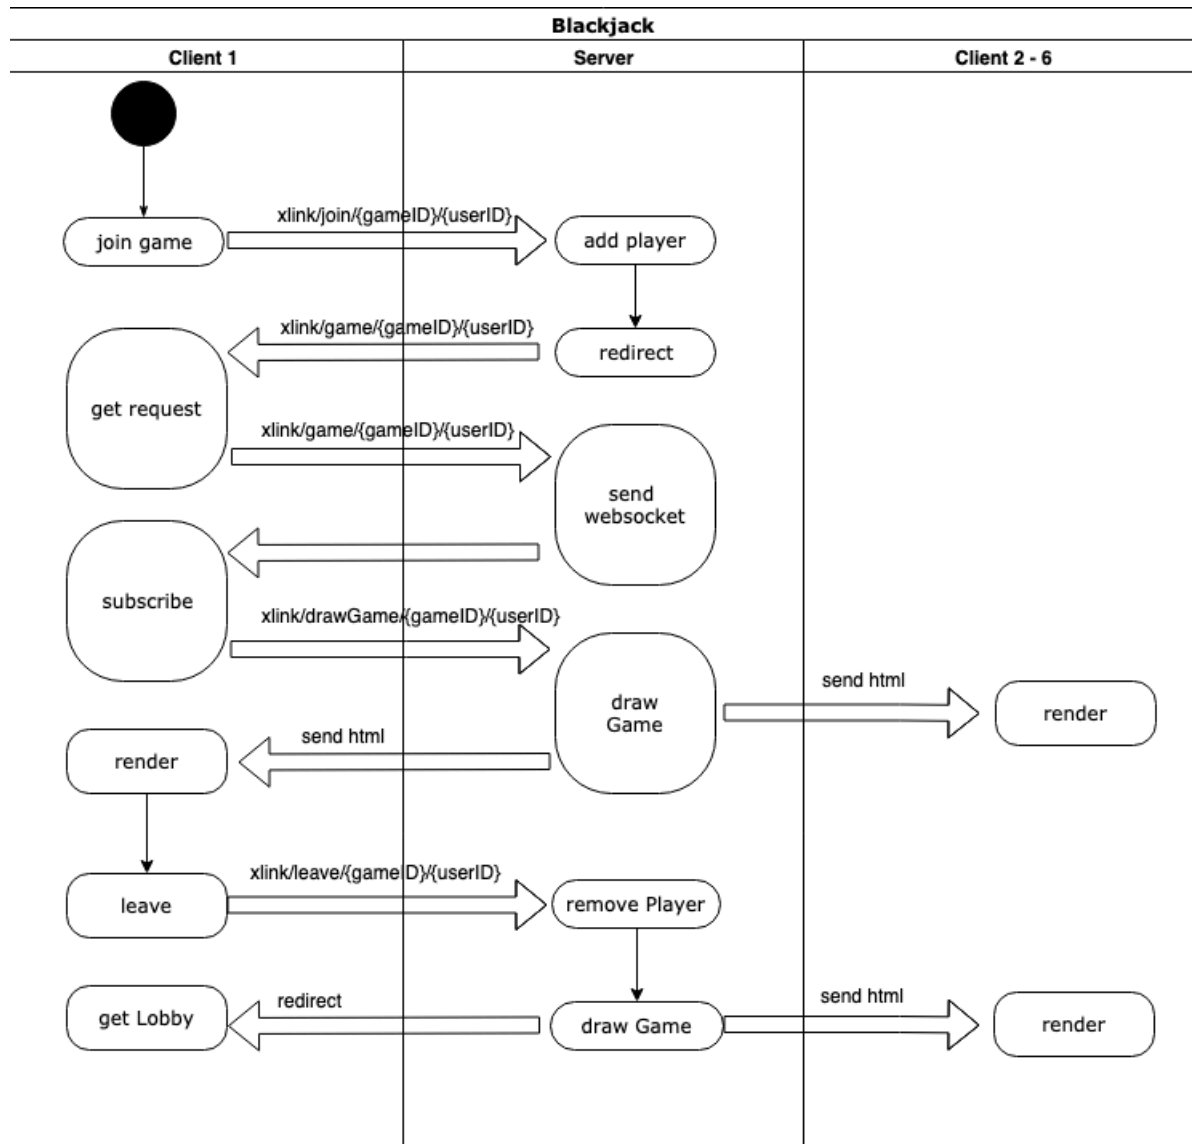 Blackjack
Client 1
Server
Client 2 - 6
xlink/join/{gameID}/{userID}
join game
add player
xlink/game/{gameID}/{userID}
redirect
get request
xlink/game/{gameID}/{userID}
send
websocket
subscribe
xlink/drawGame/{gameID}/{userID}
draw
Game
send html
render
send html
render
xlink/leave/{gameID}/{userID}
leave
remove Player
redirect
get Lobby
draw Game
send html
render